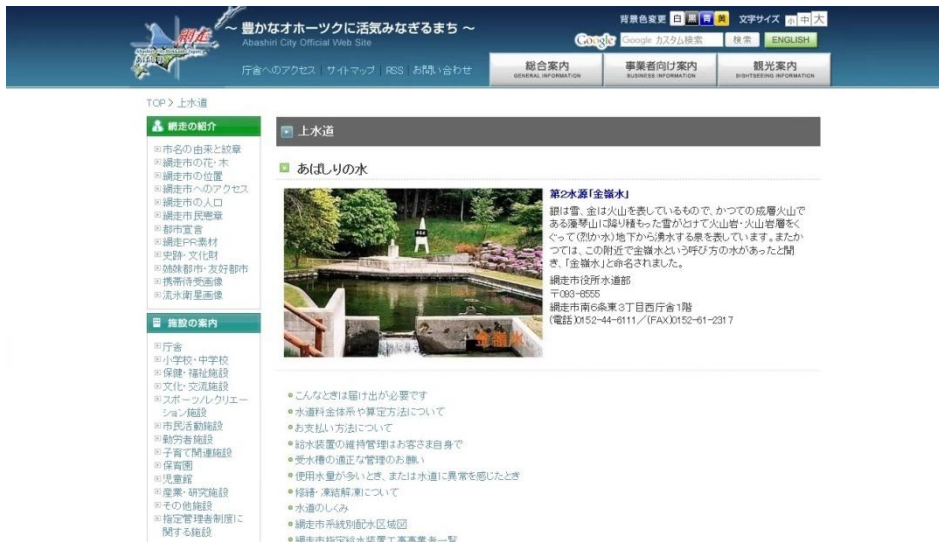 網走
～ 豊かなオホーツクに活気みなぎるまち ～
Abashiri City Official Web Site
背景色変更 白 黒 青 黄 文字サイズ 小 中 大
Google Google カスタム検索 検索 ENGLISH
庁舎へのアクセス | サイトマップ | RSS | お問い合わせ
総合案内 事業者向け案内 観光案内
GENERAL INFORMATION BUSINESS INFORMATION SIGHTSEEING INFORMATION
TOP > 上水道
網走の紹介
市名の由来と紋章
網走市の花・木
網走市の位置
網走市へのアクセス
網走市の人口
網走市民憲章
都市宣言
網走PR素材
史跡・文化財
姉妹都市・友好都市
携帯待受画像
流氷衛星画像
施設の案内
庁舎
小学校・中学校
保健・福祉施設
文化・交流施設
スポーツ/レクリエー
ション施設
市民活動施設
勤労者施設
子育て関連施設
保育園
児童館
産業・研究施設
その他施設
指定管理者制度に
関する施設
上水道
あばしりの水
金嶺水
第2水源「金嶺水」
銀は雪、金は火山を表しているもので、かつての成層火山で
ある藻琴山に降り積もった雪がとけて火山岩・火山岩層をく
ぐって(烈か水)地下から湧水する泉を表しています。またか
つては、この附近で金嶺水という呼び方の水があったと聞
き、「金嶺水」と命名されました。
網走市役所水道部
〒093-8555
網走市南6条東3丁目西庁舎1階
(電話)0152-44-6111／(FAX)0152-61-2317
こんなときは届け出が必要です
水道料金体系や算定方法について
お支払い方法について
給水装置の維持管理はお客さま自身で
受水槽の適正な管理のお願い
使用水量が多いとき、または水道に異常を感じたとき
修繕・凍結解凍について
水道のしくみ
網走市系統別配水区域図
網走市指定給水装置工事事業者一覧